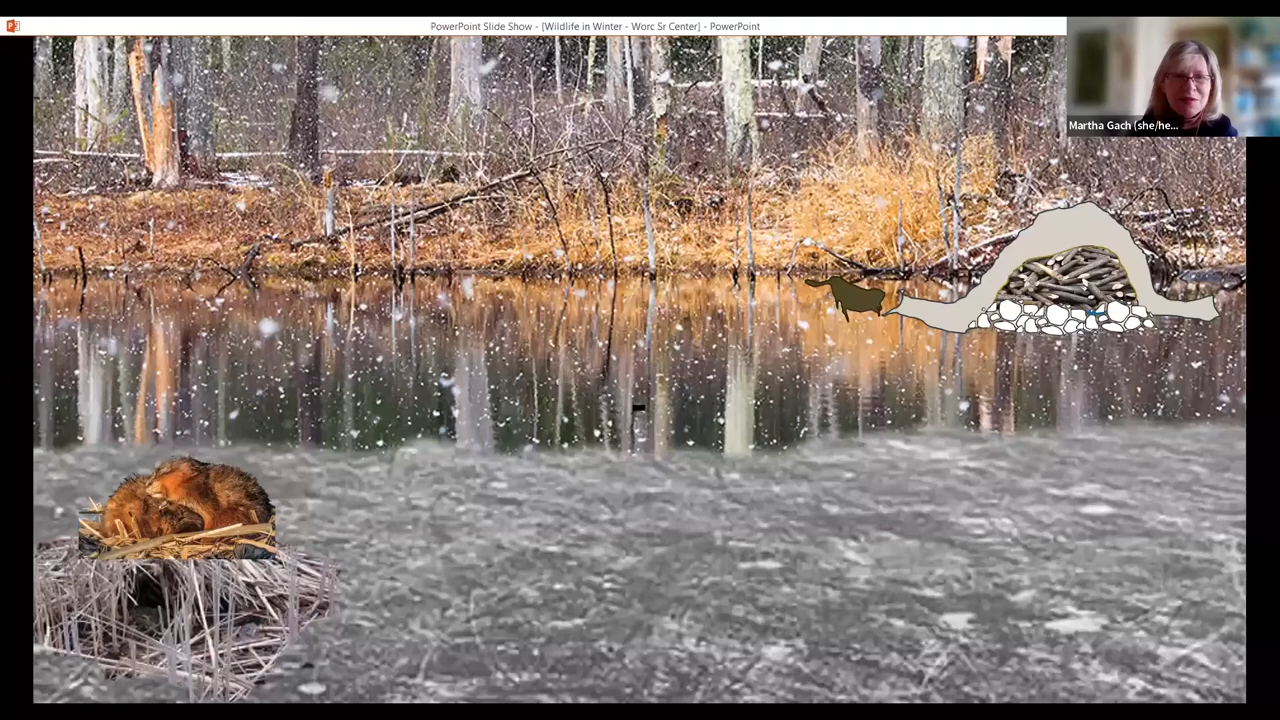 PowerPoint Slide Show - [Wildlife in Winter - Worc Sr Center] - PowerPoint
Martha Gach (she/he...